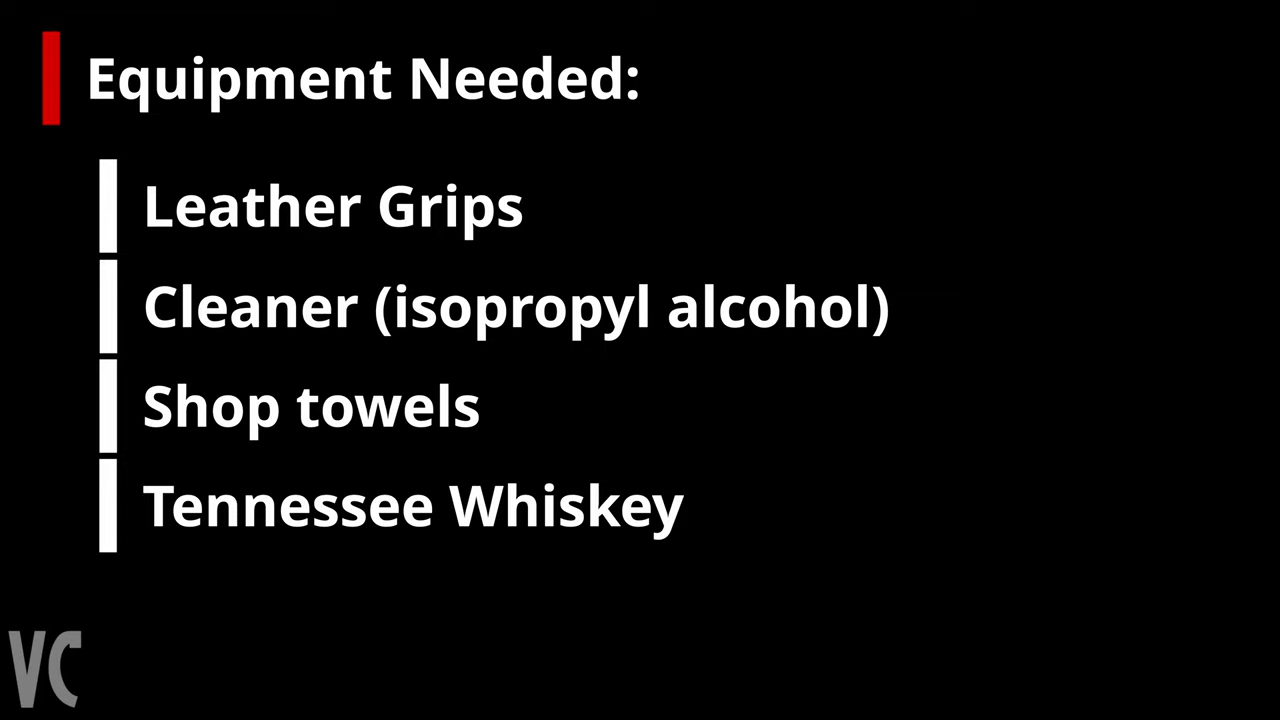 Equipment Needed:
Leather Grips
Cleaner (isopropyl alcohol)
Shop towels
Tennessee Whiskey
VC